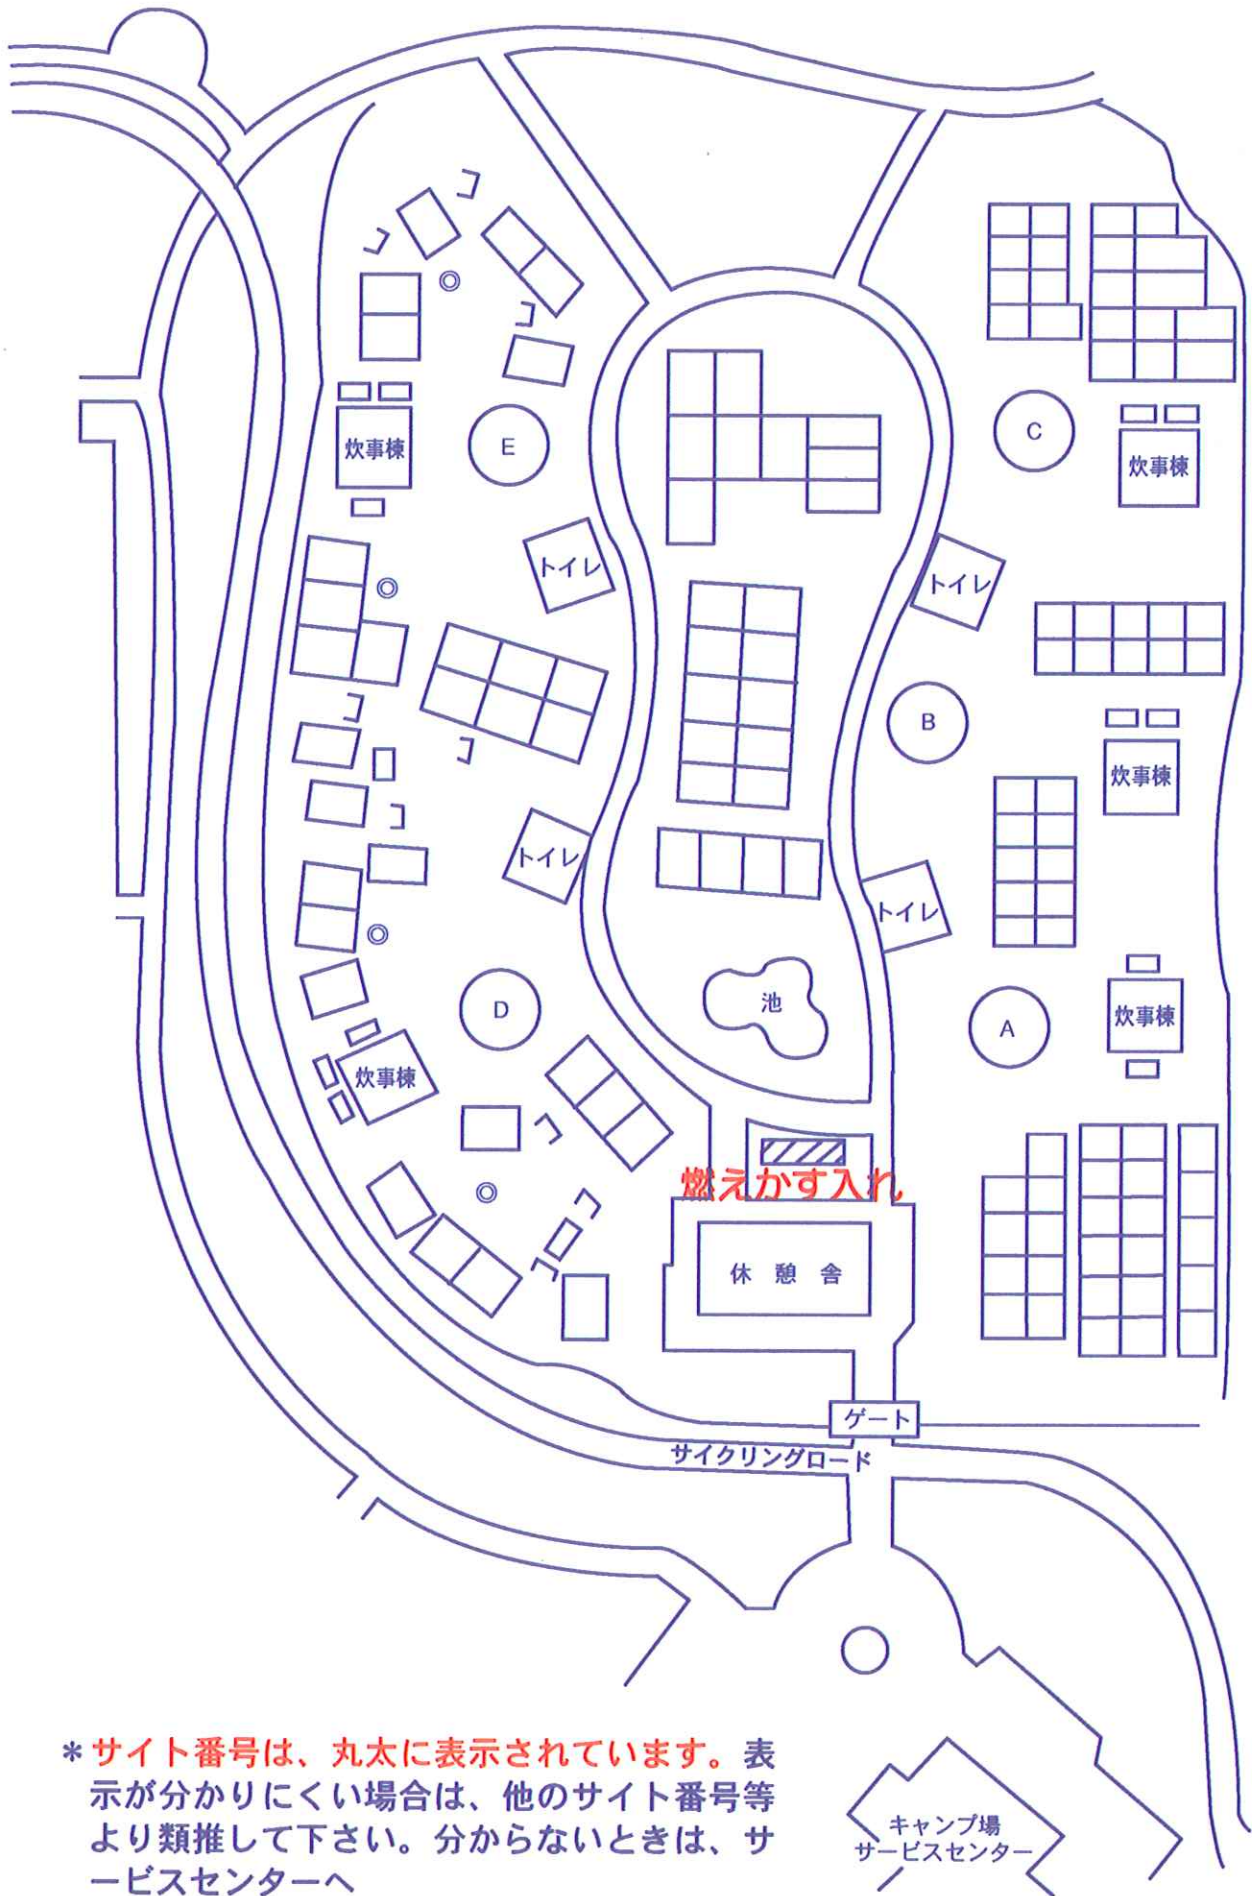 E
炊事棟
C
炊事棟
トイレ
トイレ
B
炊事棟
トイレ
トイレ
池
D
A
炊事棟
炊事棟
燃えかす入れ
休憩舎
ゲート
サイクリングロード
*サイト番号は、丸太に表示されています。表
示が分かりにくい場合は、他のサイト番号等
より類推して下さい。分からないときは、サ
ービスセンターへ
キャンプ場
サービスセンター